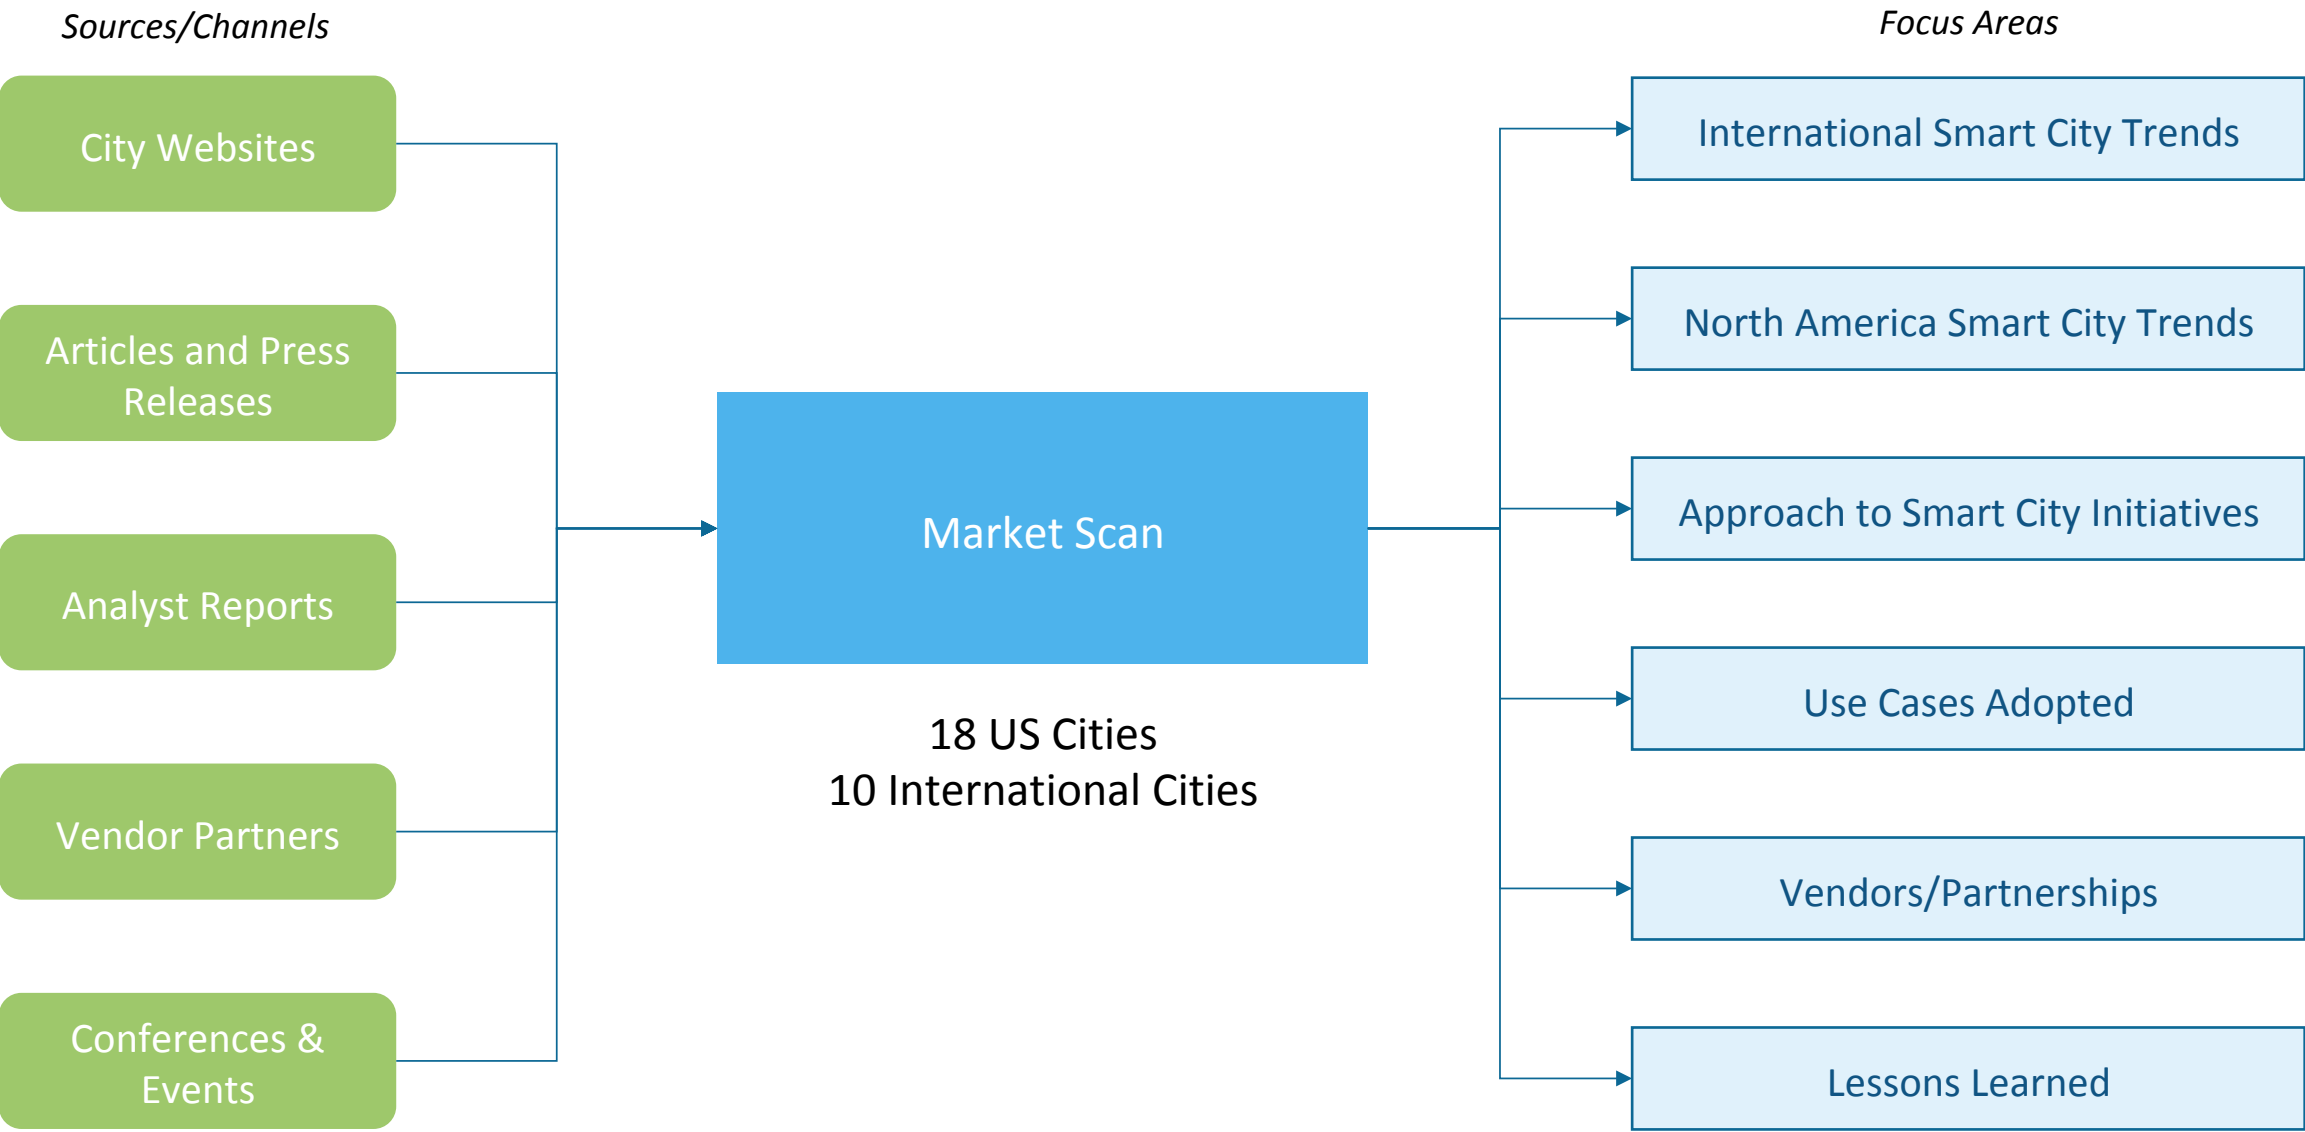 Sources/Channels
City Websites
Articles and Press
Releases
Analyst Reports
Vendor Partners
Conferences &
Events
Market Scan
18 US Cities
10 International Cities
Focus Areas
International Smart City Trends
North America Smart City Trends
Approach to Smart City Initiatives
Use Cases Adopted
Vendors/Partnerships
Lessons Learned